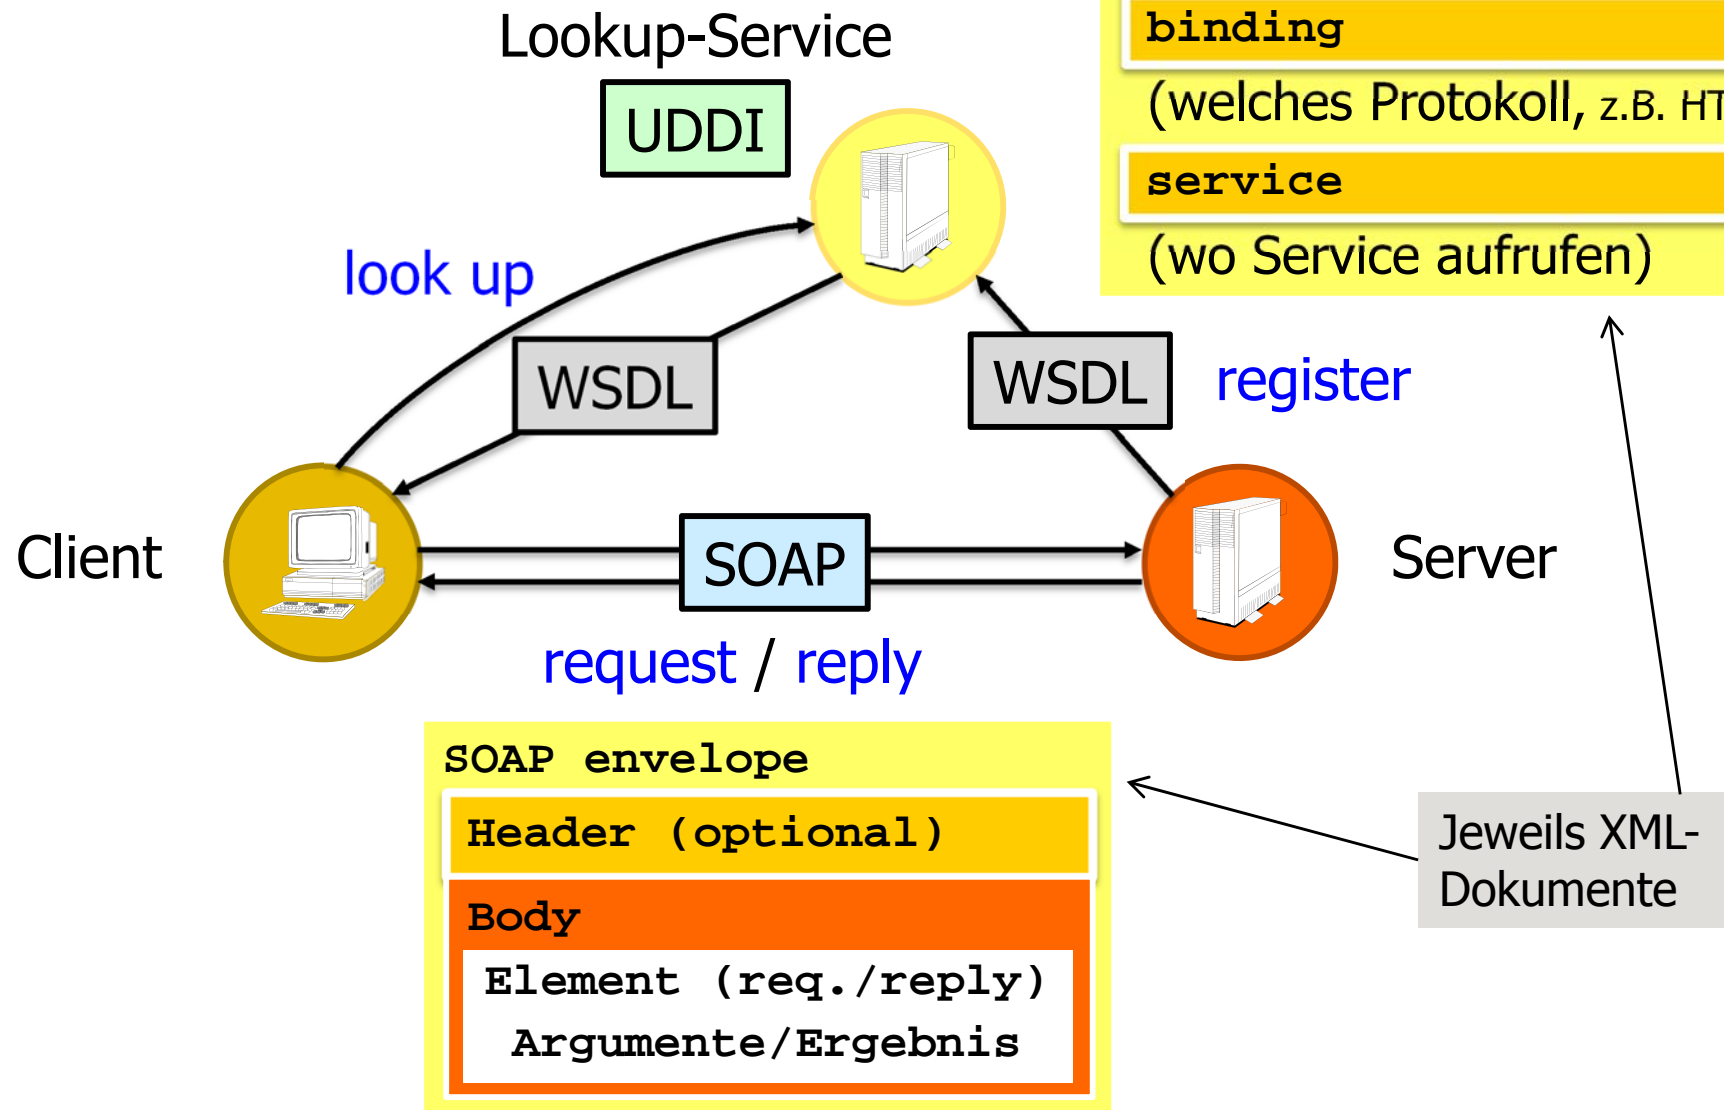 Lookup-Service
UDDI
binding
(welches Protokoll, z.B. HT
service
(wo Service aufrufen)
look up
WSDL
WSDL
register
Client
SOAP
Server
request / reply
SOAP envelope
Header (optional)
Body
Element (req./reply)
Argumente/Ergebnis
Jeweils XML-
Dokumente